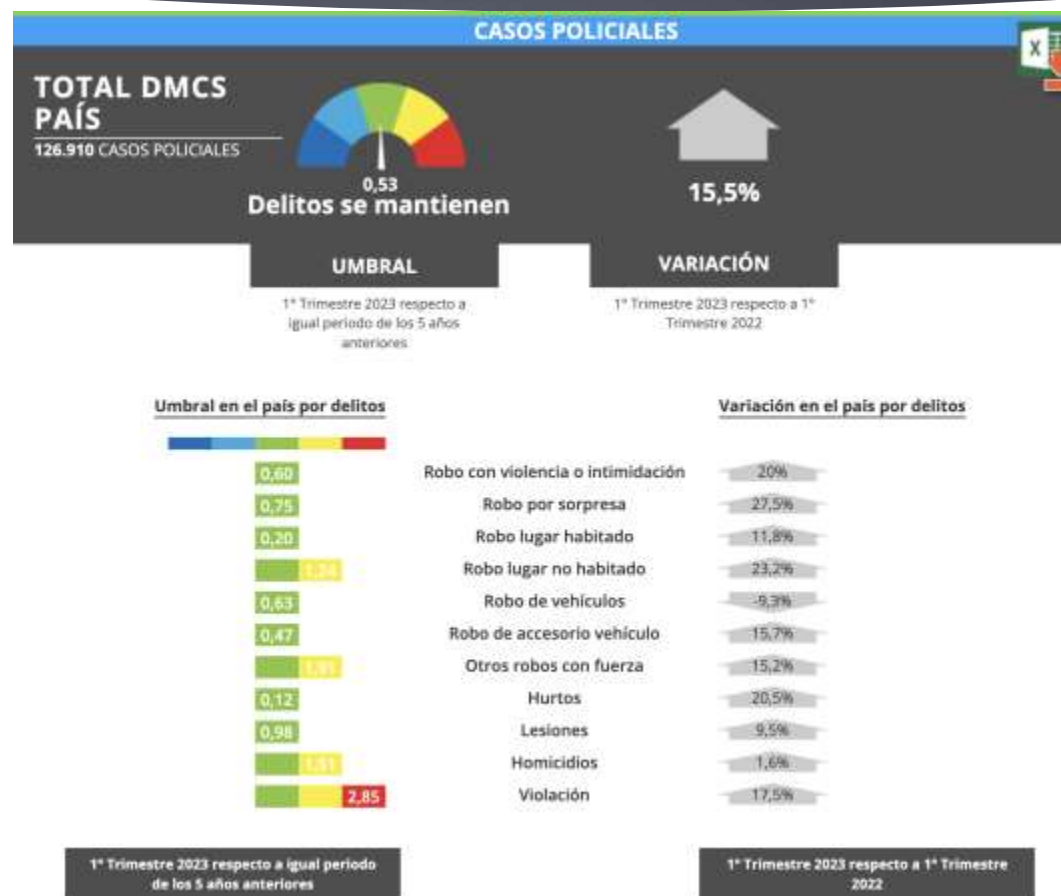 CASOS POLICIALES
X
TOTAL DMCS
PAÍS
126.910 CASOS POLICIALES
0,53
Delitos se mantienen
15,5%
UMBRAL
VARIACIÓN
1° Trimestre 2023 respecto a
igual periodo de los 5 años
anteriores
1° Trimestre 2023 respecto a 1°
Trimestre 2022
Umbral en el país por delitos
Variación en el país por delitos
0,60 Robo con violencia o intimidación 20%
0,75 Robo por sorpresa 27,5%
0,20 Robo lugar habitado 11,8%
Robo lugar no habitado 23,2%
0,63 Robo de vehículos -9,3%
0,47 Robo de accesorio vehículo 15,7%
Otros robos con fuerza 15,2%
0,12 Hurtos 20,5%
0,98 Lesiones 9,5%
Homicidios 1,6%
2,85 Violación 17,5%
1° Trimestre 2023 respecto a igual periodo
de los 5 años anteriores
1° Trimestre 2023 respecto a 1° Trimestre
2022